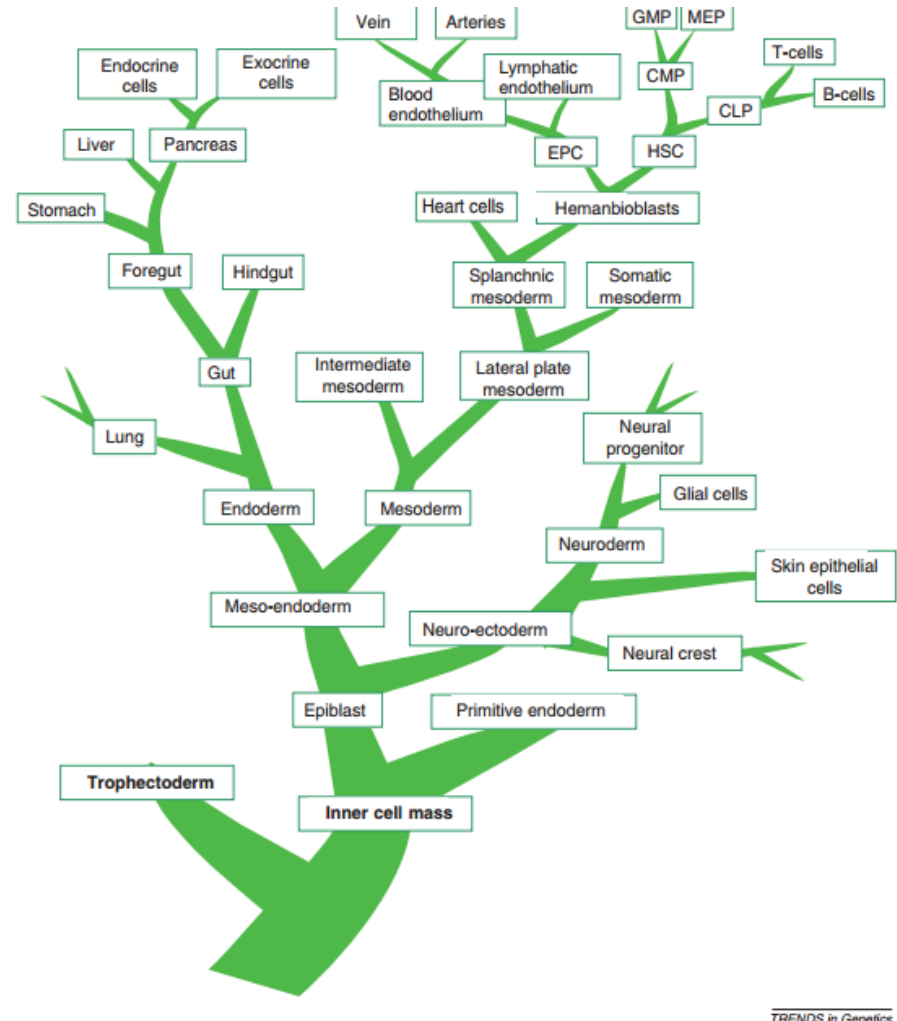 Vein
Arteries
GMP
MEP
T-cells
Endocrine
cells
Exocrine
cells
Lymphatic
endothelium
CMP
B-cells
Blood
endothelium
CLP
Liver
Pancreas
EPC
HSC
Stomach
Heart cells
Hemanbioblasts
Foregut
Hindgut
Splanchnic
mesoderm
Somatic
mesoderm
Gut
Intermediate
mesoderm
Lateral plate
mesoderm
Lung
Neural
progenitor
Glial cells
Endoderm
Mesoderm
Neuroderm
Skin epithelial
cells
Meso-endoderm
Neuro-ectoderm
Neural crest
Epiblast
Primitive endoderm
Trophectoderm
Inner cell mass
TRENDS in Genetics